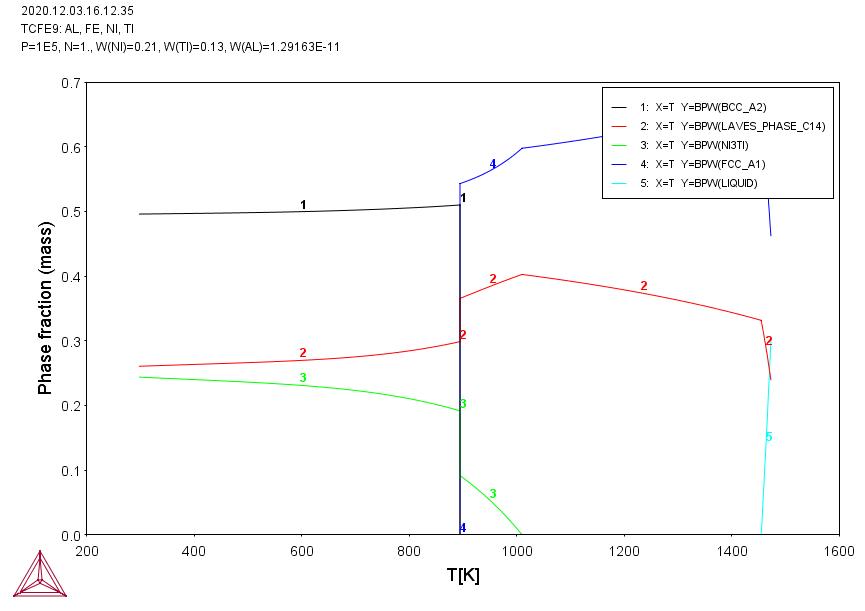 2020.12.03.16.12.35
TCFE9: AL, FE, NI, TI
P=1E5, N=1., W(NI)=0.21, W(TI)=0.13, W(AL)=1.29163E-11
0.7
1: X=T Y=BPW(BCC_A2)
2: X=T Y=BPW(LAVES_PHASE_C14)
3: X=T Y=BPW(NI3TI)
4: X=T Y=BPW(FCC_A1)
5: X=T Y=BPW(LIQUID)
0.6
0.5
0.4
0.3
0.2
0.1
0.0
Phase fraction (mass)
4
1
1
2
2
2
2
2
3
3
3
5
4
200 400 600 800 1000 1200 1400 1600
T[K]